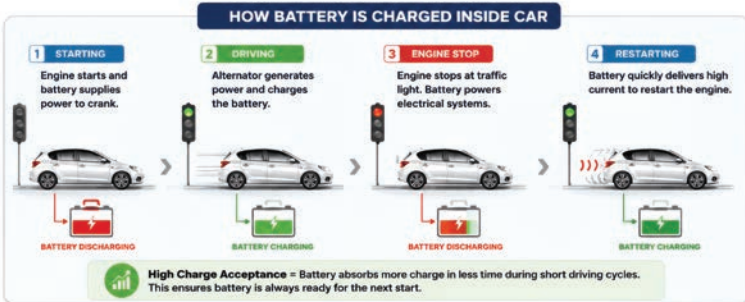 HOW BATTERY IS CHARGED INSIDE CAR
1 STARTING
Engine starts and
battery supplies
power to crank.
BATTERY DISCHARGING
2 DRIVING
Alternator generates
power and charges
the battery.
BATTERY CHARGING
3 ENGINE STOP
Engine stops at traffic
light. Battery powers
electrical systems.
BATTERY DISCHARGING
4 RESTARTING
Battery quickly delivers high
current to restart the engine.
BATTERY CHARGING
High Charge Acceptance = Battery absorbs more charge in less time during short driving cycles.
This ensures battery is always ready for the next start.